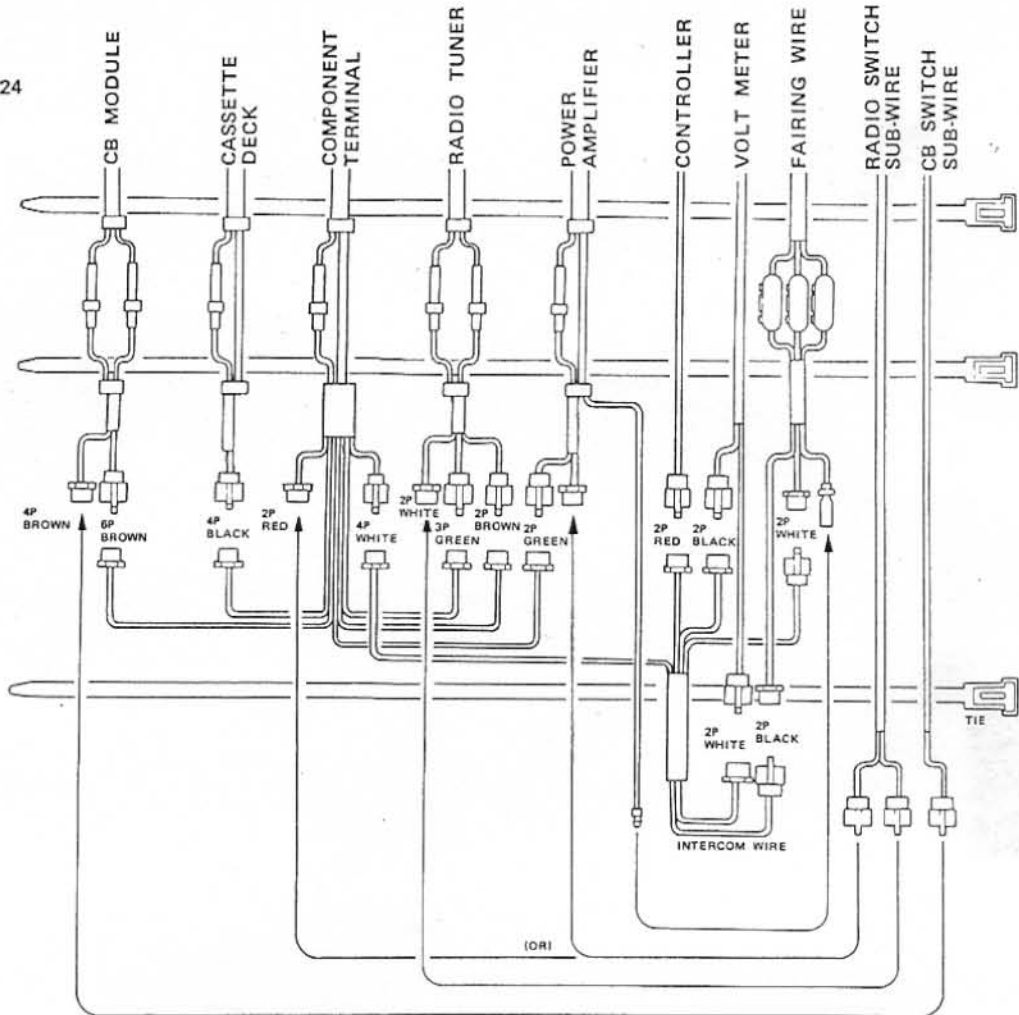 24
CB MODULE
CASSETTE
DECK
COMPONENT
TERMINAL
RADIO TUNER
POWER
AMPLIFIER
CONTROLLER
VOLT METER
FAIRING WIRE
RADIO SWITCH
SUB-WIRE
CB SWITCH
SUB-WIRE
4P
BROWN
6P
BROWN
4P
BLACK
2P
RED
4P
WHITE
2P
WHITE
3P
GREEN
2P
BROWN
2P
GREEN
2P
RED
2P
BLACK
2P
WHITE
2P
WHITE
2P
BLACK
TIE
INTERCOM WIRE
(OR)